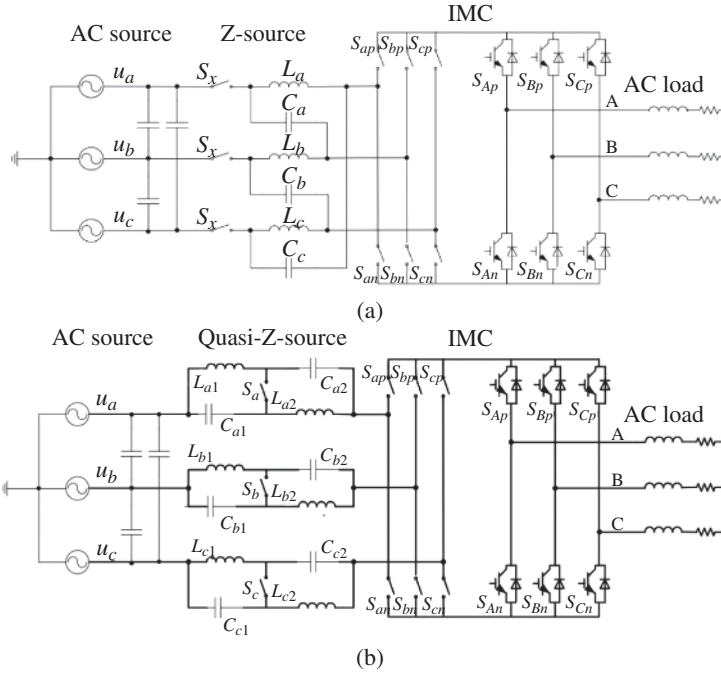 AC source Z-source IMC
u_a S_x L_a S_ap S_bp S_cp S_Ap S_Bp S_Cp AC load
C_a A
u_b S_x L_b B
C_b
u_c S_x L_c C
C_c S_an S_bn S_cn S_An S_Bn S_Cn
(a)
AC source Quasi-Z-source IMC
L_a1 S_a C_a2 S_ap S_bp S_cp S_Ap S_Bp S_Cp
u_a L_a2 AC load
C_a1 A
L_b1 C_b2
u_b S_b L_b2 B
C_b1
L_c1 C_c2 C
u_c S_c L_c2 S_an S_bn S_cn S_An S_Bn S_Cn
C_c1
(b)